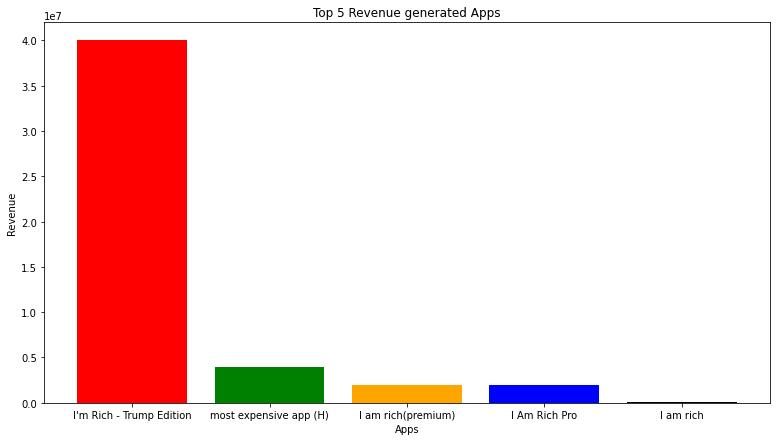 Top 5 Revenue generated Apps
1e7
4.0
3.5
3.0
2.5
2.0
1.5
1.0
0.5
0.0
Revenue
I'm Rich - Trump Edition
most expensive app (H)
I am rich(premium)
I Am Rich Pro
I am rich
Apps